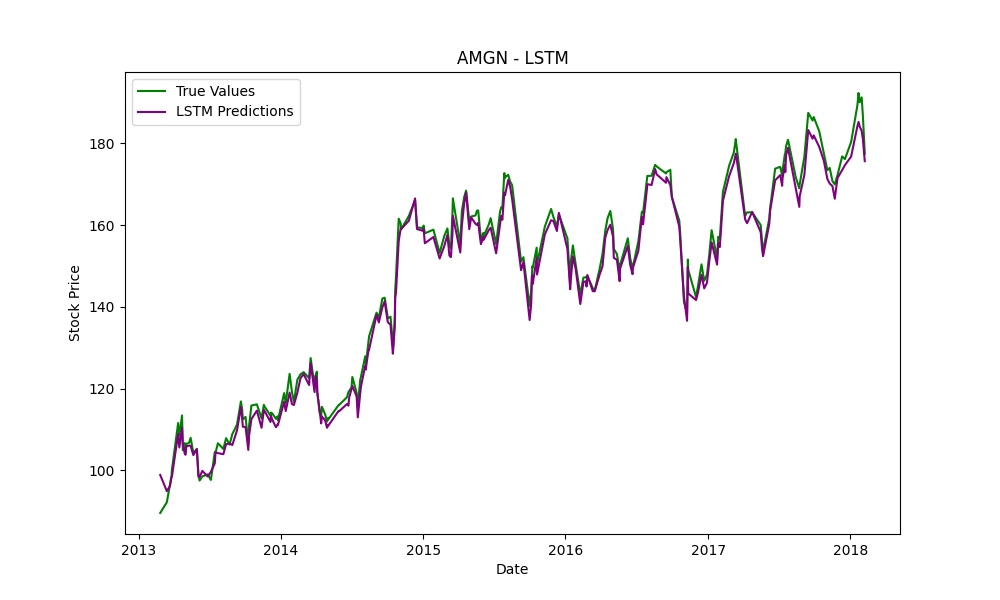 AMGN - LSTM
True Values
LSTM Predictions
Stock Price
180
160
140
120
100
2013 2014 2015 2016 2017 2018
Date